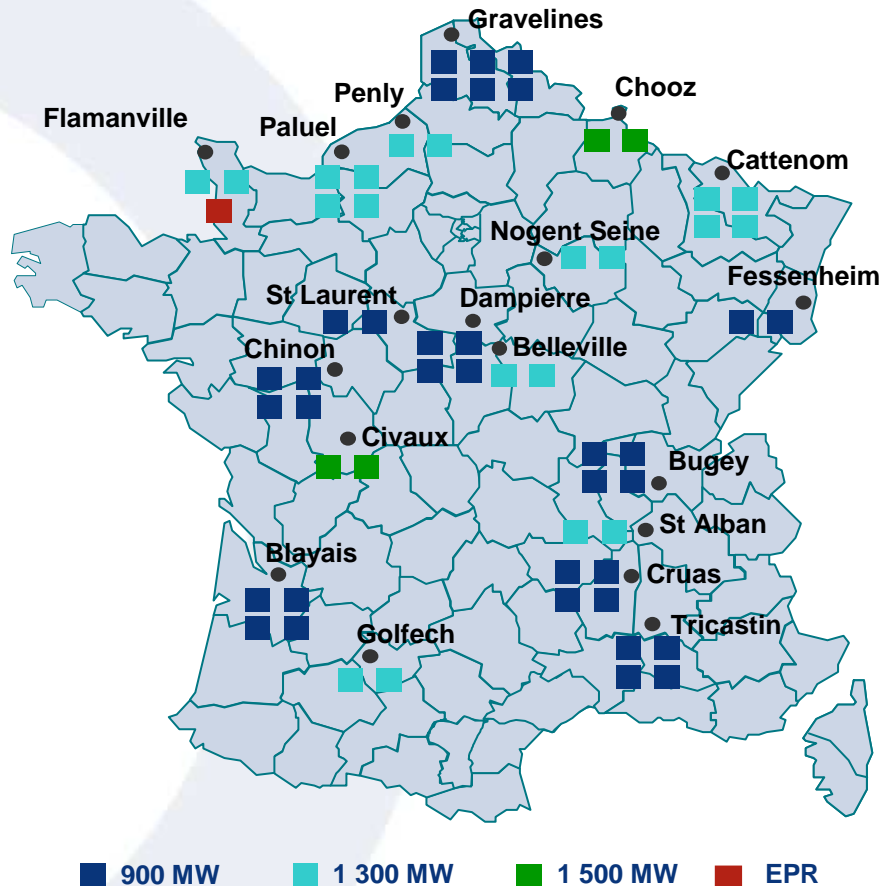 Gravelines
Chooz
Penly
Flamanville
Paluel
Cattenom
Nogent Seine
Fessenheim
St Laurent
Dampierre
Chinon
Belleville
Civaux
Bugey
St Alban
Blayais
Cruas
Tricastin
Golfech
900 MW
1 300 MW
1 500 MW
EPR